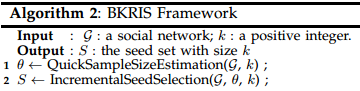 Algorithm 2: BKRIS Framework
Input : 𝒢 : a social network; k : a positive integer.
Output : S : the seed set with size k
1 θ ← QuickSampleSizeEstimation(𝒢, k) ;
2 S ← IncrementalSeedSelection(𝒢, θ, k) ;